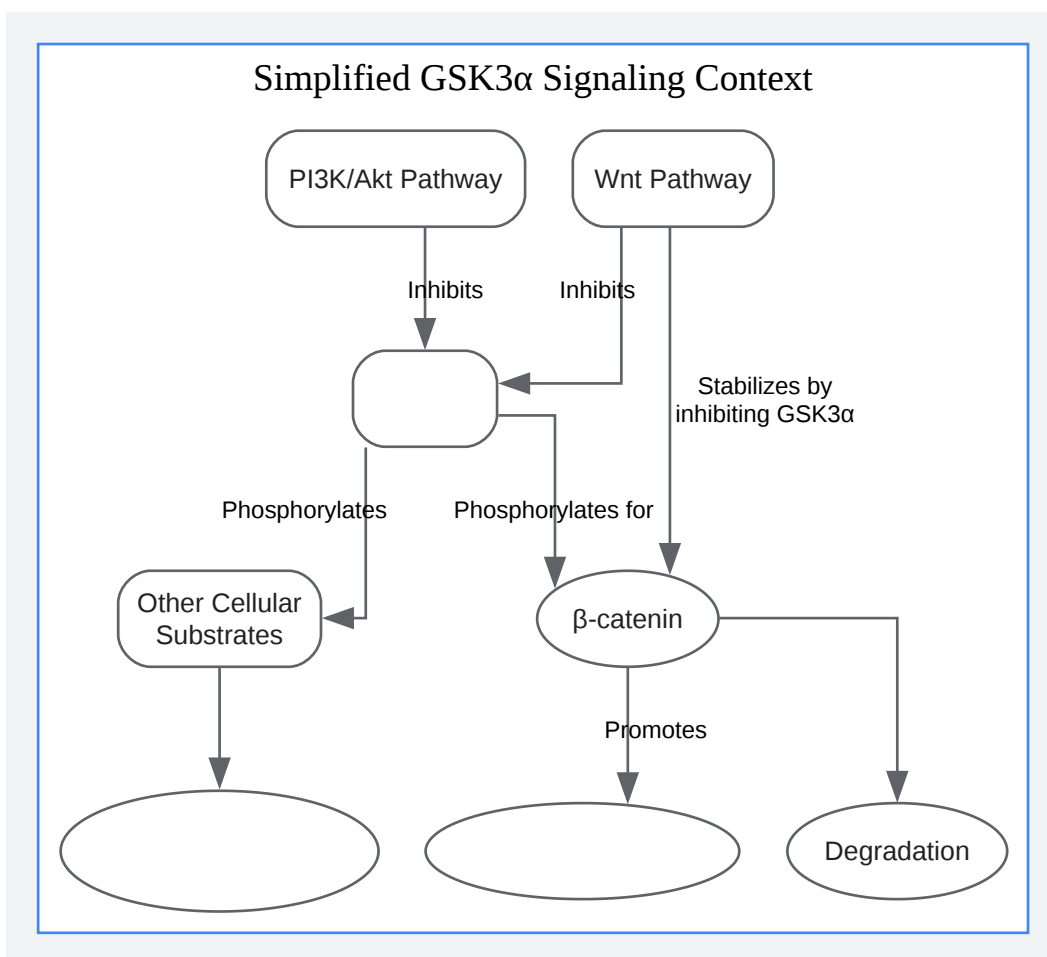 Simplified GSK3α Signaling Context
PI3K/Akt Pathway
Wnt Pathway
Inhibits
Inhibits
Stabilizes by
inhibiting GSK3α
Phosphorylates
Phosphorylates for
Other Cellular
Substrates
β-catenin
Promotes
Degradation